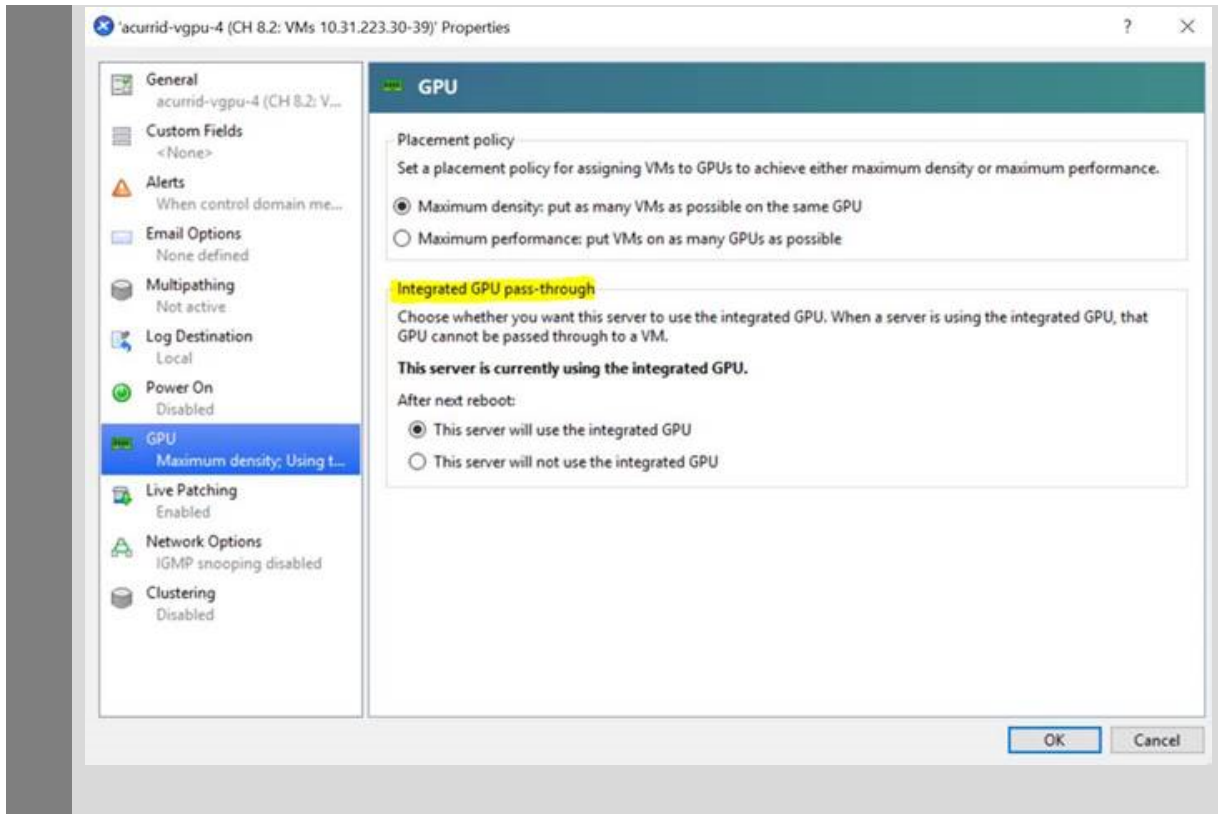 'acurrid-vgpu-4 (CH 8.2: VMs 10.31.223.30-39)' Properties
?
General
acurrid-vgpu-4 (CH 8.2: V...
Custom Fields
<None>
Alerts
When control domain me...
Email Options
None defined
Multipathing
Not active
Log Destination
Local
Power On
Disabled
GPU
Maximum density; Using t...
Live Patching
Enabled
Network Options
IGMP snooping disabled
Clustering
Disabled
GPU
Placement policy
Set a placement policy for assigning VMs to GPUs to achieve either maximum density or maximum performance.
Maximum density: put as many VMs as possible on the same GPU
Maximum performance: put VMs on as many GPUs as possible
Integrated GPU pass-through
Choose whether you want this server to use the integrated GPU. When a server is using the integrated GPU, that
GPU cannot be passed through to a VM.
This server is currently using the integrated GPU.
After next reboot:
This server will use the integrated GPU
This server will not use the integrated GPU
OK
Cancel